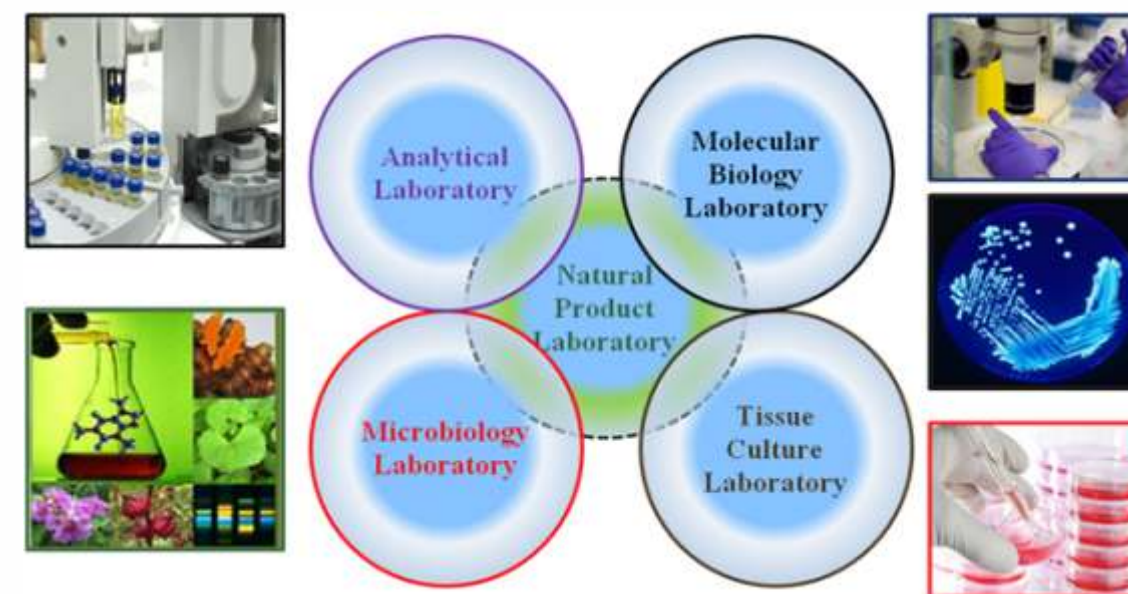 Analytical
Laboratory
Molecular
Biology
Laboratory
Natural
Product
Laboratory
Microbiology
Laboratory
Tissue
Culture
Laboratory